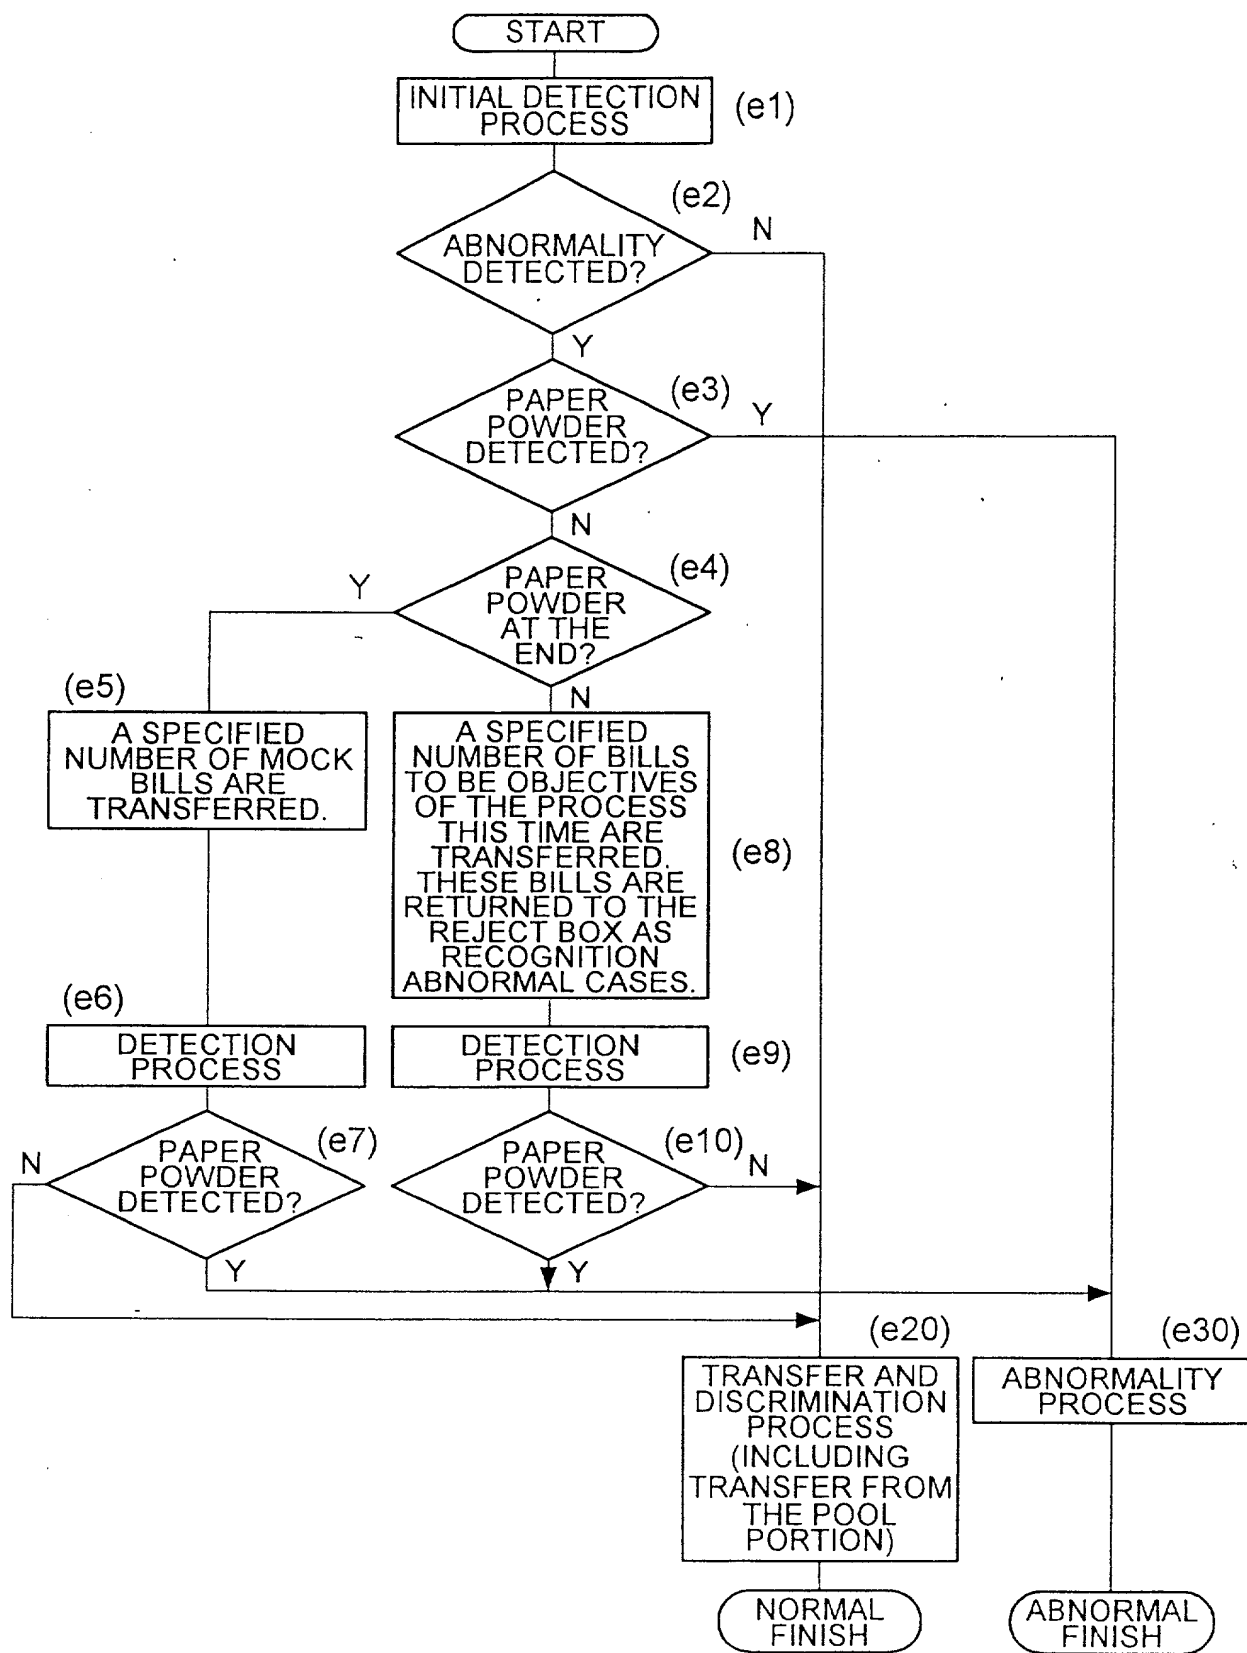 START
INITIAL DETECTION
PROCESS
(e1)
(e2)
N
ABNORMALITY
DETECTED?
Y
(e3)
PAPER
POWDER
DETECTED?
Y
N
(e4)
PAPER
POWDER
AT THE
END?
Y
N
(e5)
A SPECIFIED
NUMBER OF MOCK
BILLS ARE
TRANSFERRED.
A SPECIFIED
NUMBER OF BILLS
TO BE OBJECTIVES
OF THE PROCESS
THIS TIME ARE
TRANSFERRED.
THESE BILLS ARE
RETURNED TO THE
REJECT BOX AS
RECOGNITION
ABNORMAL CASES.
(e8)
(e6)
DETECTION
PROCESS
DETECTION
PROCESS
(e9)
N
PAPER
POWDER
DETECTED?
(e7)
Y
PAPER
POWDER
DETECTED?
(e10)
N
Y
(e20)
TRANSFER AND
DISCRIMINATION
PROCESS
(INCLUDING
TRANSFER FROM
THE POOL
PORTION)
(e30)
ABNORMALITY
PROCESS
NORMAL
FINISH
ABNORMAL
FINISH